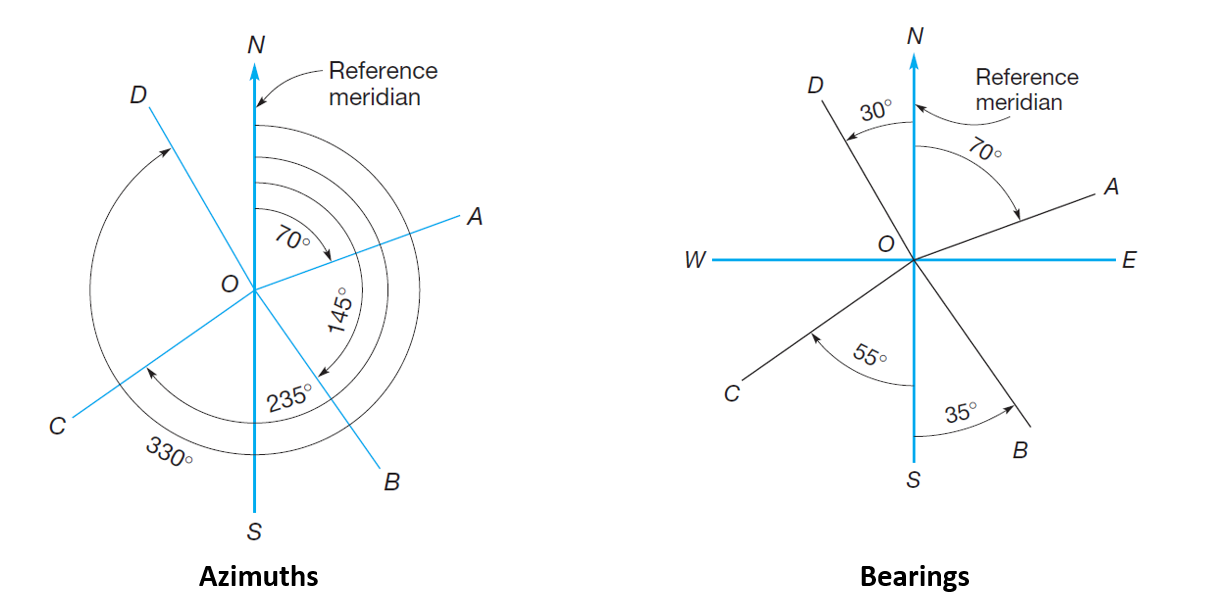 N
Reference
meridian
D
A
70°
O
145°
235°
C
330°
B
S
Azimuths
N
Reference
meridian
D
30°
70°
A
O
W
E
55°
C
35°
B
S
Bearings